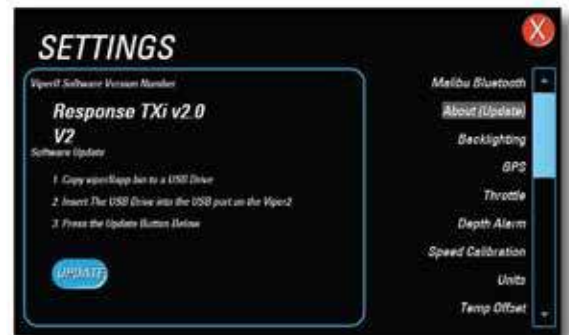 SETTINGS
X
ViperII Software Version Number
Response TXi v2.0
V2
Software Update
1 Copy viperIIapp.bin to a USB Drive
2 Insert The USB Drive into the USB port on the Viper2
3 Press the Update Button Below
UPDATE
Malibu Bluetooth
About (Update)
Backlighting
GPS
Throttle
Depth Alarm
Speed Calibration
Units
Temp Offset